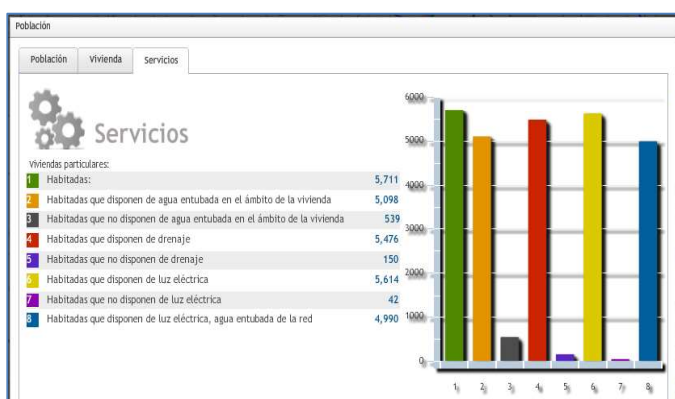 Población
Población Vivienda Servicios
Servicios
Viviendas particulares:
1 Habitadas: 5,711
2 Habitadas que disponen de agua entubada en el ámbito de la vivienda 5,098
3 Habitadas que no disponen de agua entubada en el ámbito de la vivienda 539
4 Habitadas que disponen de drenaje 5,476
5 Habitadas que no disponen de drenaje 150
6 Habitadas que disponen de luz eléctrica 5,614
7 Habitadas que no disponen de luz eléctrica 42
8 Habitadas que disponen de luz eléctrica, agua entubada de la red 4,990
6000
5000
4000
3000
2000
1000
0
1 2 3 4 5 6 7 8